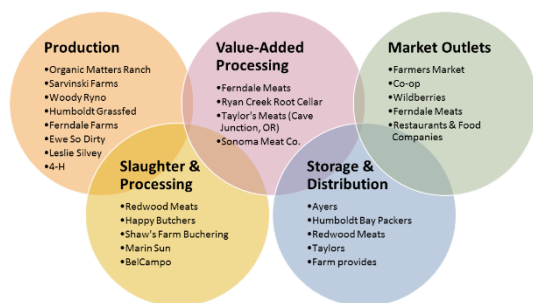 Production
•Organic Matters Ranch
•Sarvinski Farms
•Woody Ryno
•Humboldt Grassfed
•Ferndale Farms
•Ewe So Dirty
•Leslie Silvey
•4-H
Value-Added
Processing
•Ferndale Meats
•Ryan Creek Root Cellar
•Taylor's Meats (Cave
Junction, OR)
•Sonoma Meat Co.
Market Outlets
•Farmers Market
•Co-op
•Wildberries
•Ferndale Meats
•Restaurants & Food
Companies
Slaughter &
Processing
•Redwood Meats
•Happy Butchers
•Shaw's Farm Buchering
•Marin Sun
•BelCampo
Storage &
Distribution
•Ayers
•Humboldt Bay Packers
•Redwood Meats
•Taylors
•Farm provides